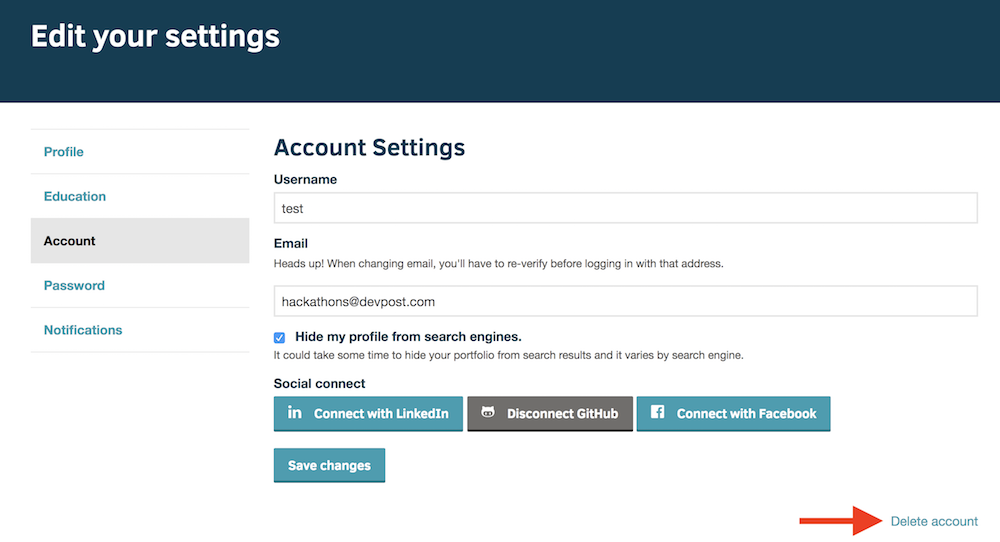 Edit your settings
Profile
Education
Account
Password
Notifications
Account Settings
Username
test
Email
Heads up! When changing email, you'll have to re-verify before logging in with that address.
hackathons@devpost.com
Hide my profile from search engines.
It could take some time to hide your portfolio from search results and it varies by search engine.
Social connect
Connect with LinkedIn Disconnect GitHub Connect with Facebook
Save changes
Delete account